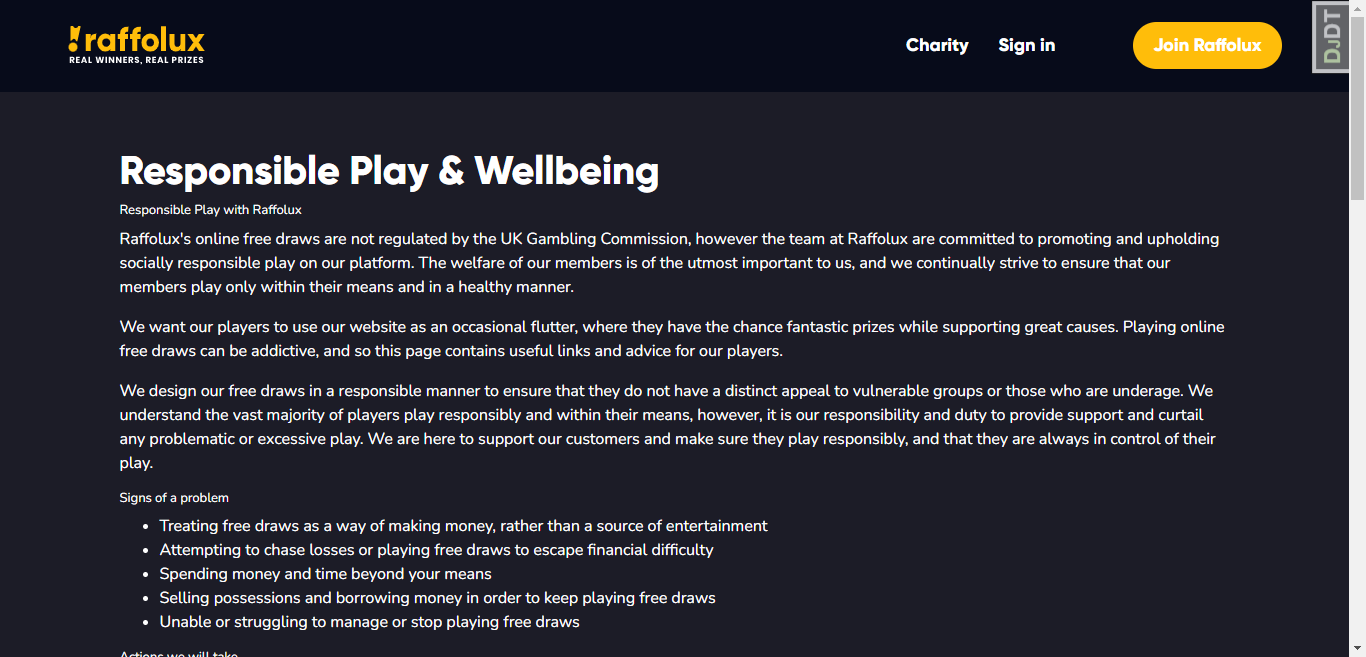 raffolux
REAL WINNERS, REAL PRIZES
Charity
Sign in
Join Raffolux
DjDT
Responsible Play & Wellbeing
Responsible Play with Raffolux
Raffolux's online free draws are not regulated by the UK Gambling Commission, however the team at Raffolux are committed to promoting and upholding
socially responsible play on our platform. The welfare of our members is of the utmost important to us, and we continually strive to ensure that our
members play only within their means and in a healthy manner.
We want our players to use our website as an occasional flutter, where they have the chance fantastic prizes while supporting great causes. Playing online
free draws can be addictive, and so this page contains useful links and advice for our players.
We design our free draws in a responsible manner to ensure that they do not have a distinct appeal to vulnerable groups or those who are underage. We
understand the vast majority of players play responsibly and within their means, however, it is our responsibility and duty to provide support and curtail
any problematic or excessive play. We are here to support our customers and make sure they play responsibly, and that they are always in control of their
play.
Signs of a problem
• Treating free draws as a way of making money, rather than a source of entertainment
• Attempting to chase losses or playing free draws to escape financial difficulty
• Spending money and time beyond your means
• Selling possessions and borrowing money in order to keep playing free draws
• Unable or struggling to manage or stop playing free draws
Actions we will take